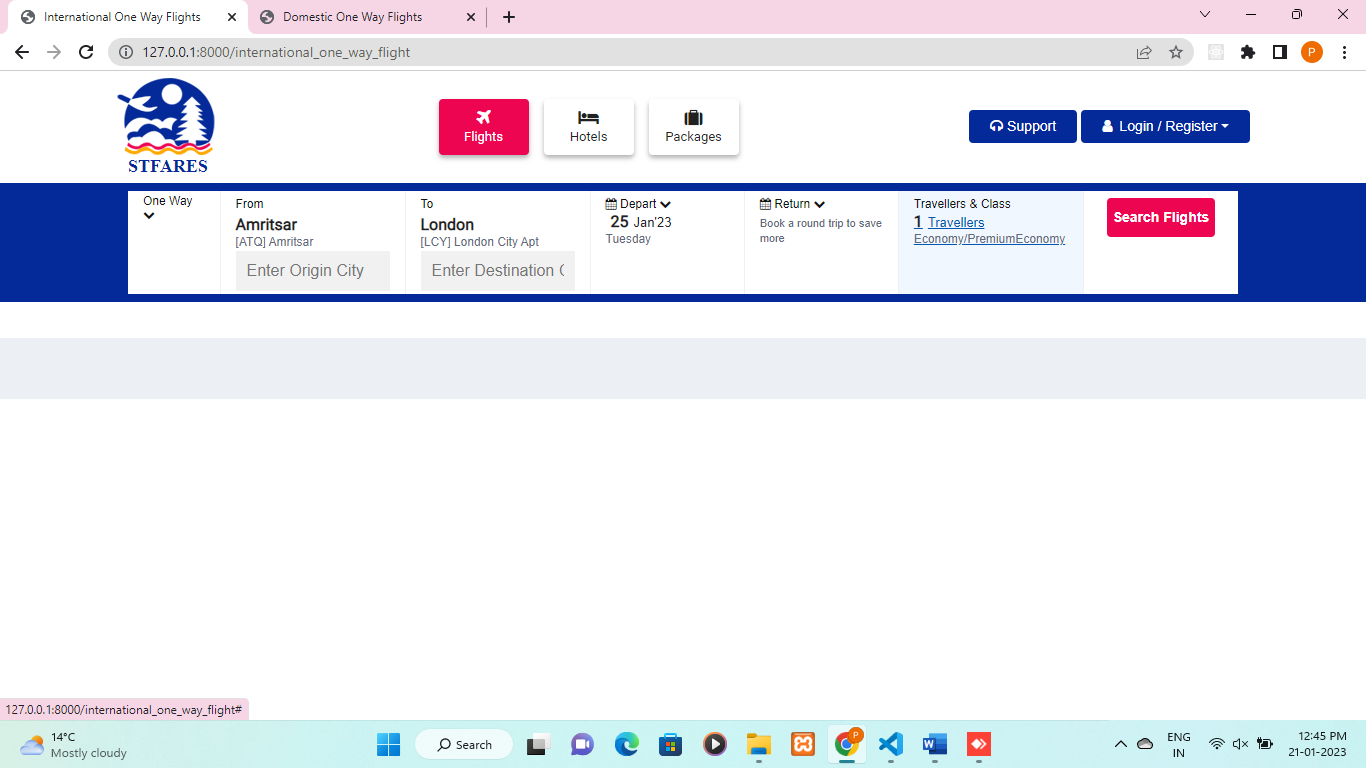 International One Way Flights
Domestic One Way Flights
127.0.0.1:8000/international_one_way_flight
P
STFARES
Flights
Hotels
Packages
Support
Login / Register
One Way
From
Amritsar
[ATQ] Amritsar
Enter Origin City
To
London
[LCY] London City Apt
Enter Destination C
Depart
25 Jan'23
Tuesday
Return
Book a round trip to save
more
Travellers & Class
1 Travellers
Economy/PremiumEconomy
Search Flights
127.0.0.1:8000/international_one_way_flight#
14°C
Mostly cloudy
Search
P
ENG
IN
12:45 PM
21-01-2023